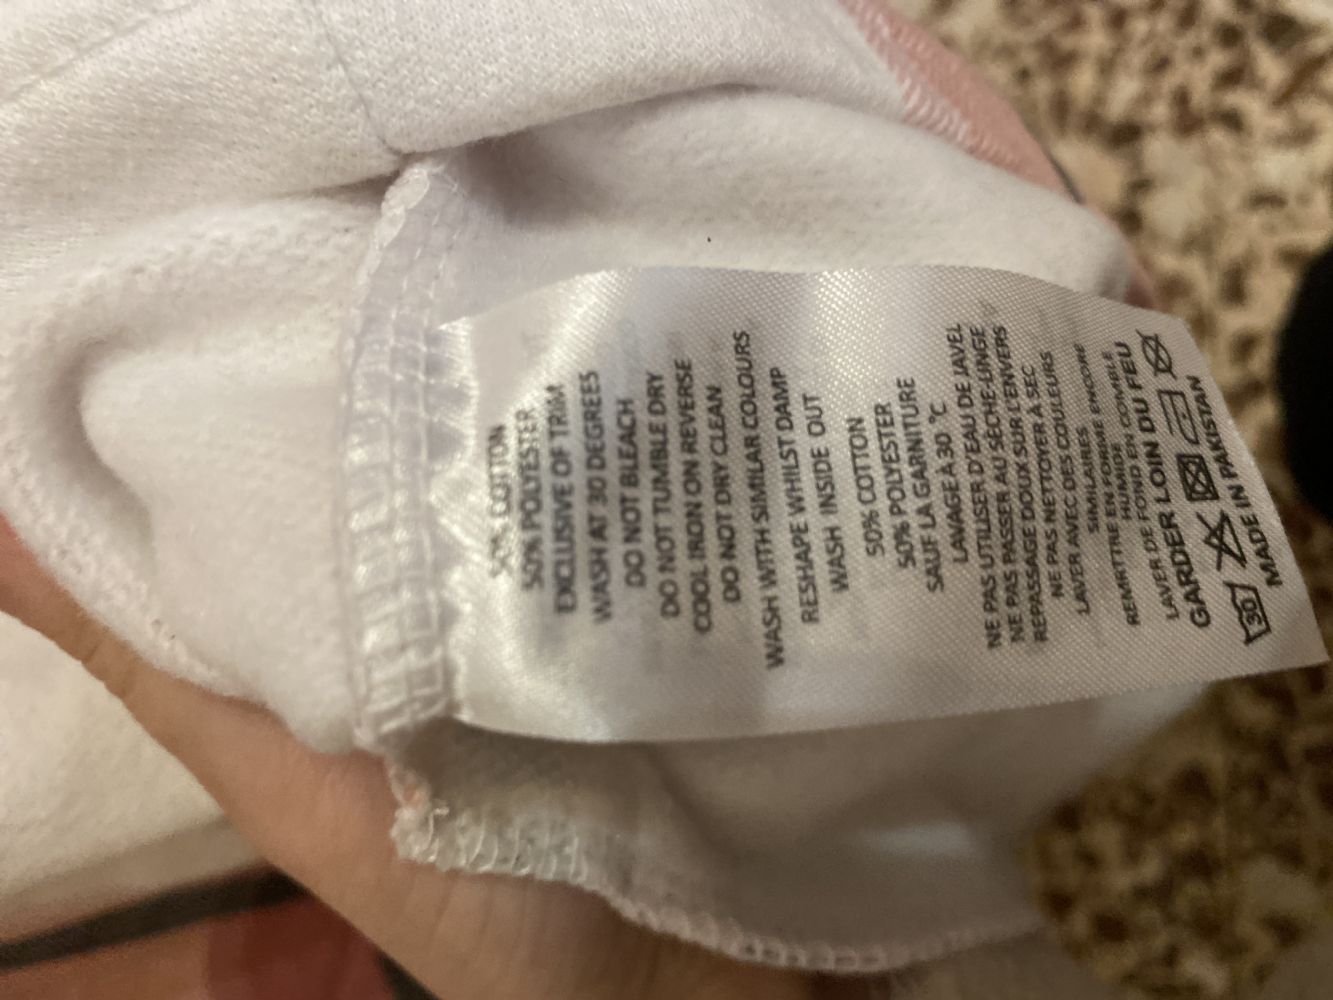 50% COTTON
50% POLYESTER
EXCLUSIVE OF TRIM
WASH AT 30 DEGREES
DO NOT BLEACH
DO NOT TUMBLE DRY
COOL IRON ON REVERSE
DO NOT DRY CLEAN
WASH WITH SIMILAR COLOURS
RESHAPE WHILST DAMP
WASH INSIDE OUT
50% COTTON
50% POLYESTER
SAUF LA GARNITURE
LAVAGE À 30 °C
NE PAS UTILISER D'EAU DE JAVEL
NE PAS PASSER AU SÈCHE-LINGE
REPASSAGE DOUX SUR L'ENVERS
NE PAS NETTOYER À SEC
LAVER AVEC DES COULEURS
SIMILAIRES
REMRTTRE EN FORME ENCORE
HUMIDE
LAVER DE FOND EN COMBLE
GARDER LOIN DU FEU
30
MADE IN PAKISTAN